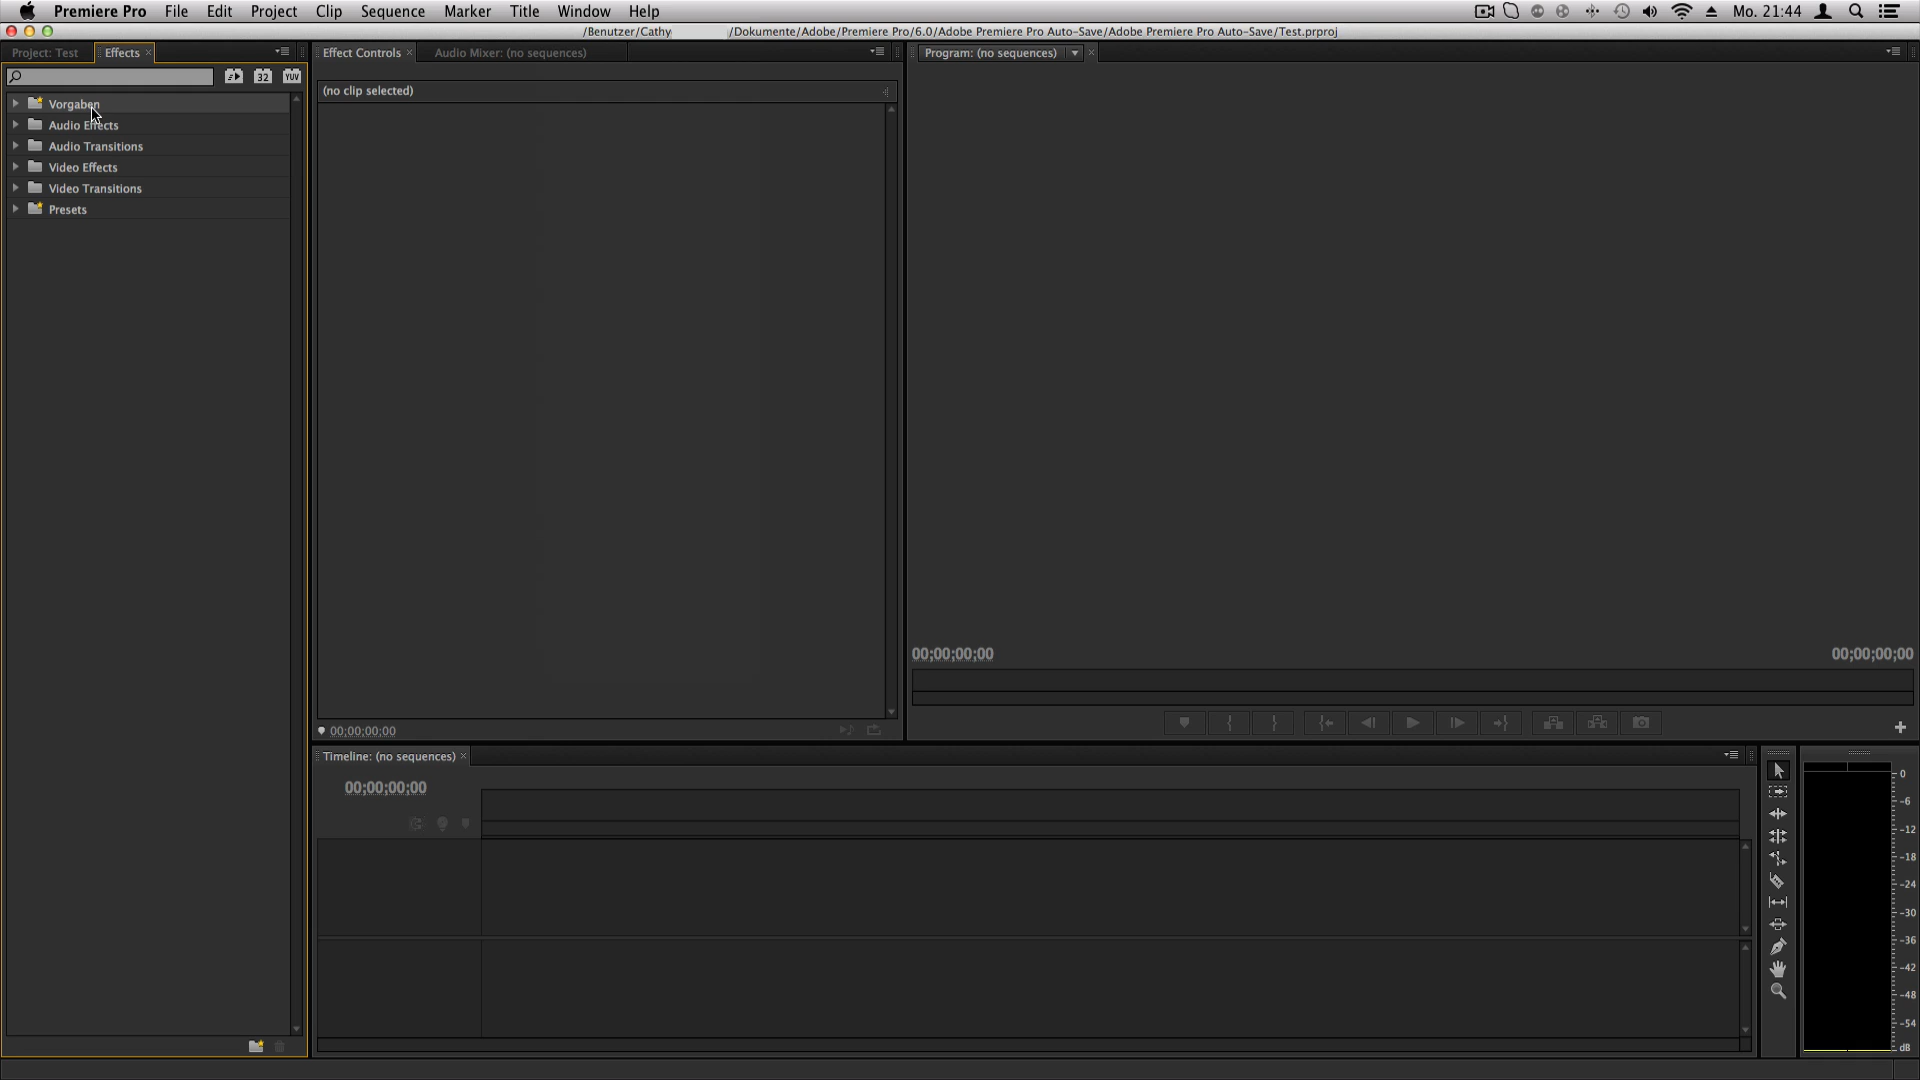 Premiere Pro File Edit Project Clip Sequence Marker Title Window Help Mo. 21:44
/Benutzer/Cathy /Dokumente/Adobe/Premiere Pro/6.0/Adobe Premiere Pro Auto-Save/Adobe Premiere Pro Auto-Save/Test.prproj
Project: Test Effects Effect Controls Audio Mixer: (no sequences) Program: (no sequences)
32 YUV
(no clip selected)
Vorgaben
Audio Effects
Audio Transitions
Video Effects
Video Transitions
Presets
00;00;00;00 00;00;00;00
00;00;00;00
Timeline: (no sequences)
00;00;00;00
0
-6
-12
-18
-24
-30
-36
-42
-48
-54
dB